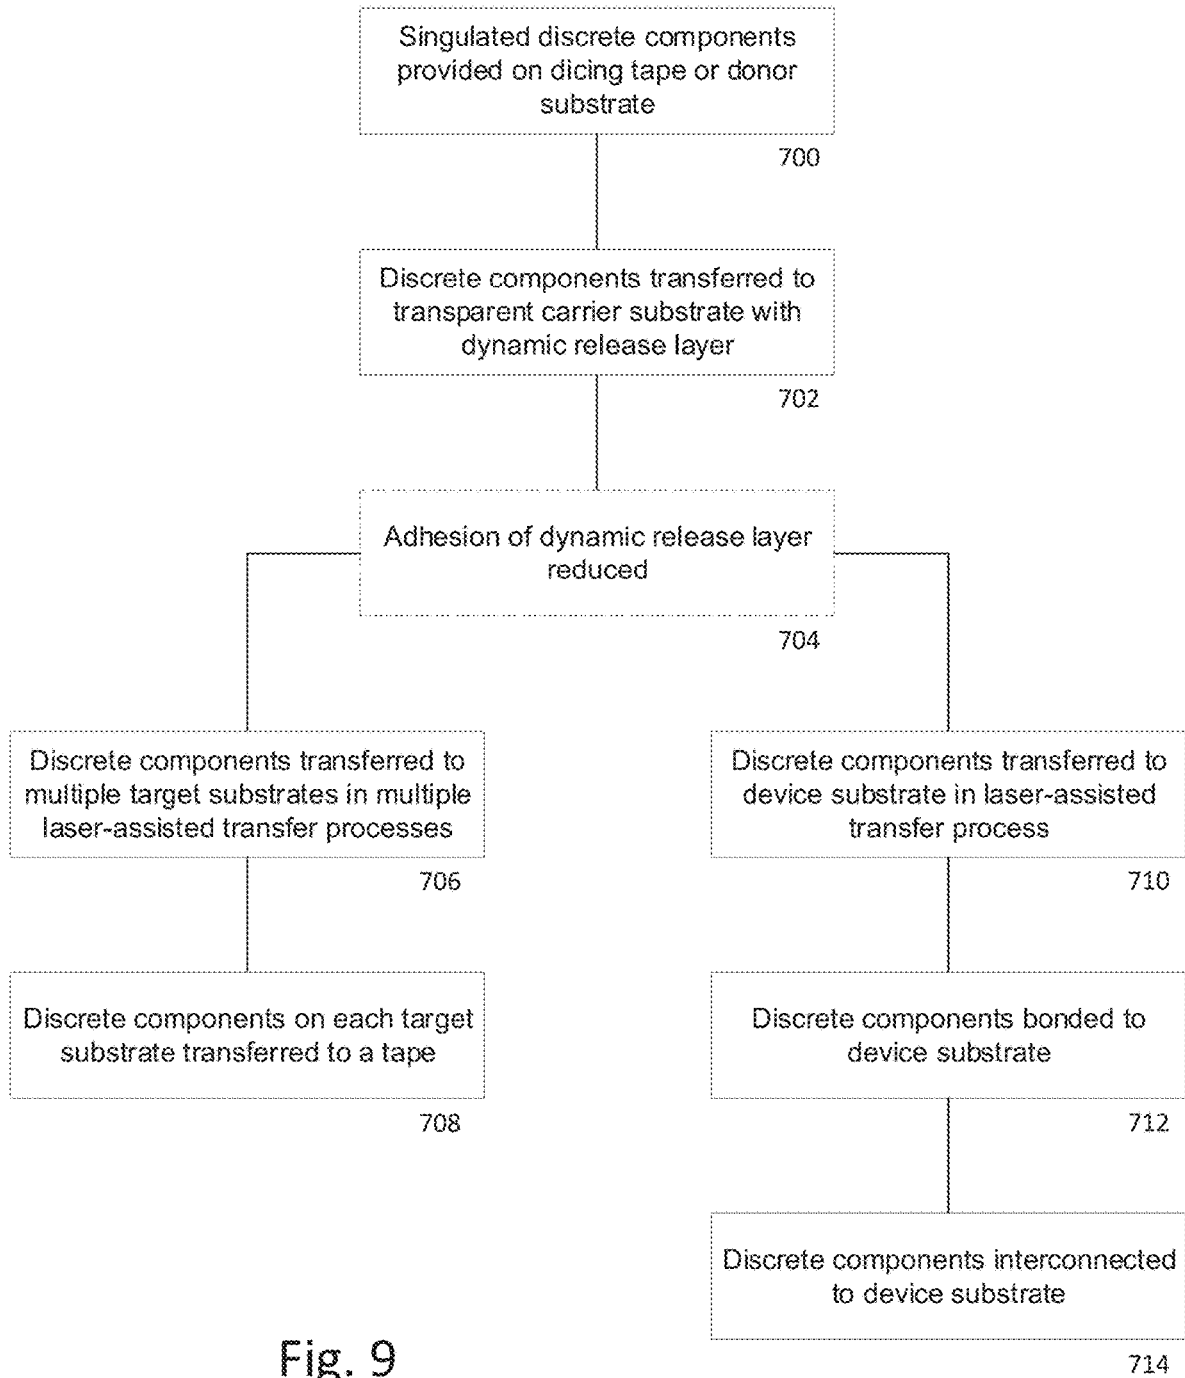 Singulated discrete components
provided on dicing tape or donor
substrate
700
Discrete components transferred to
transparent carrier substrate with
dynamic release layer
702
Adhesion of dynamic release layer
reduced
704
Discrete components transferred to
multiple target substrates in multiple
laser-assisted transfer processes
706
Discrete components on each target
substrate transferred to a tape
708
Discrete components transferred to
device substrate in laser-assisted
transfer process
710
Discrete components bonded to
device substrate
712
Discrete components interconnected
to device substrate
714
Fig. 9